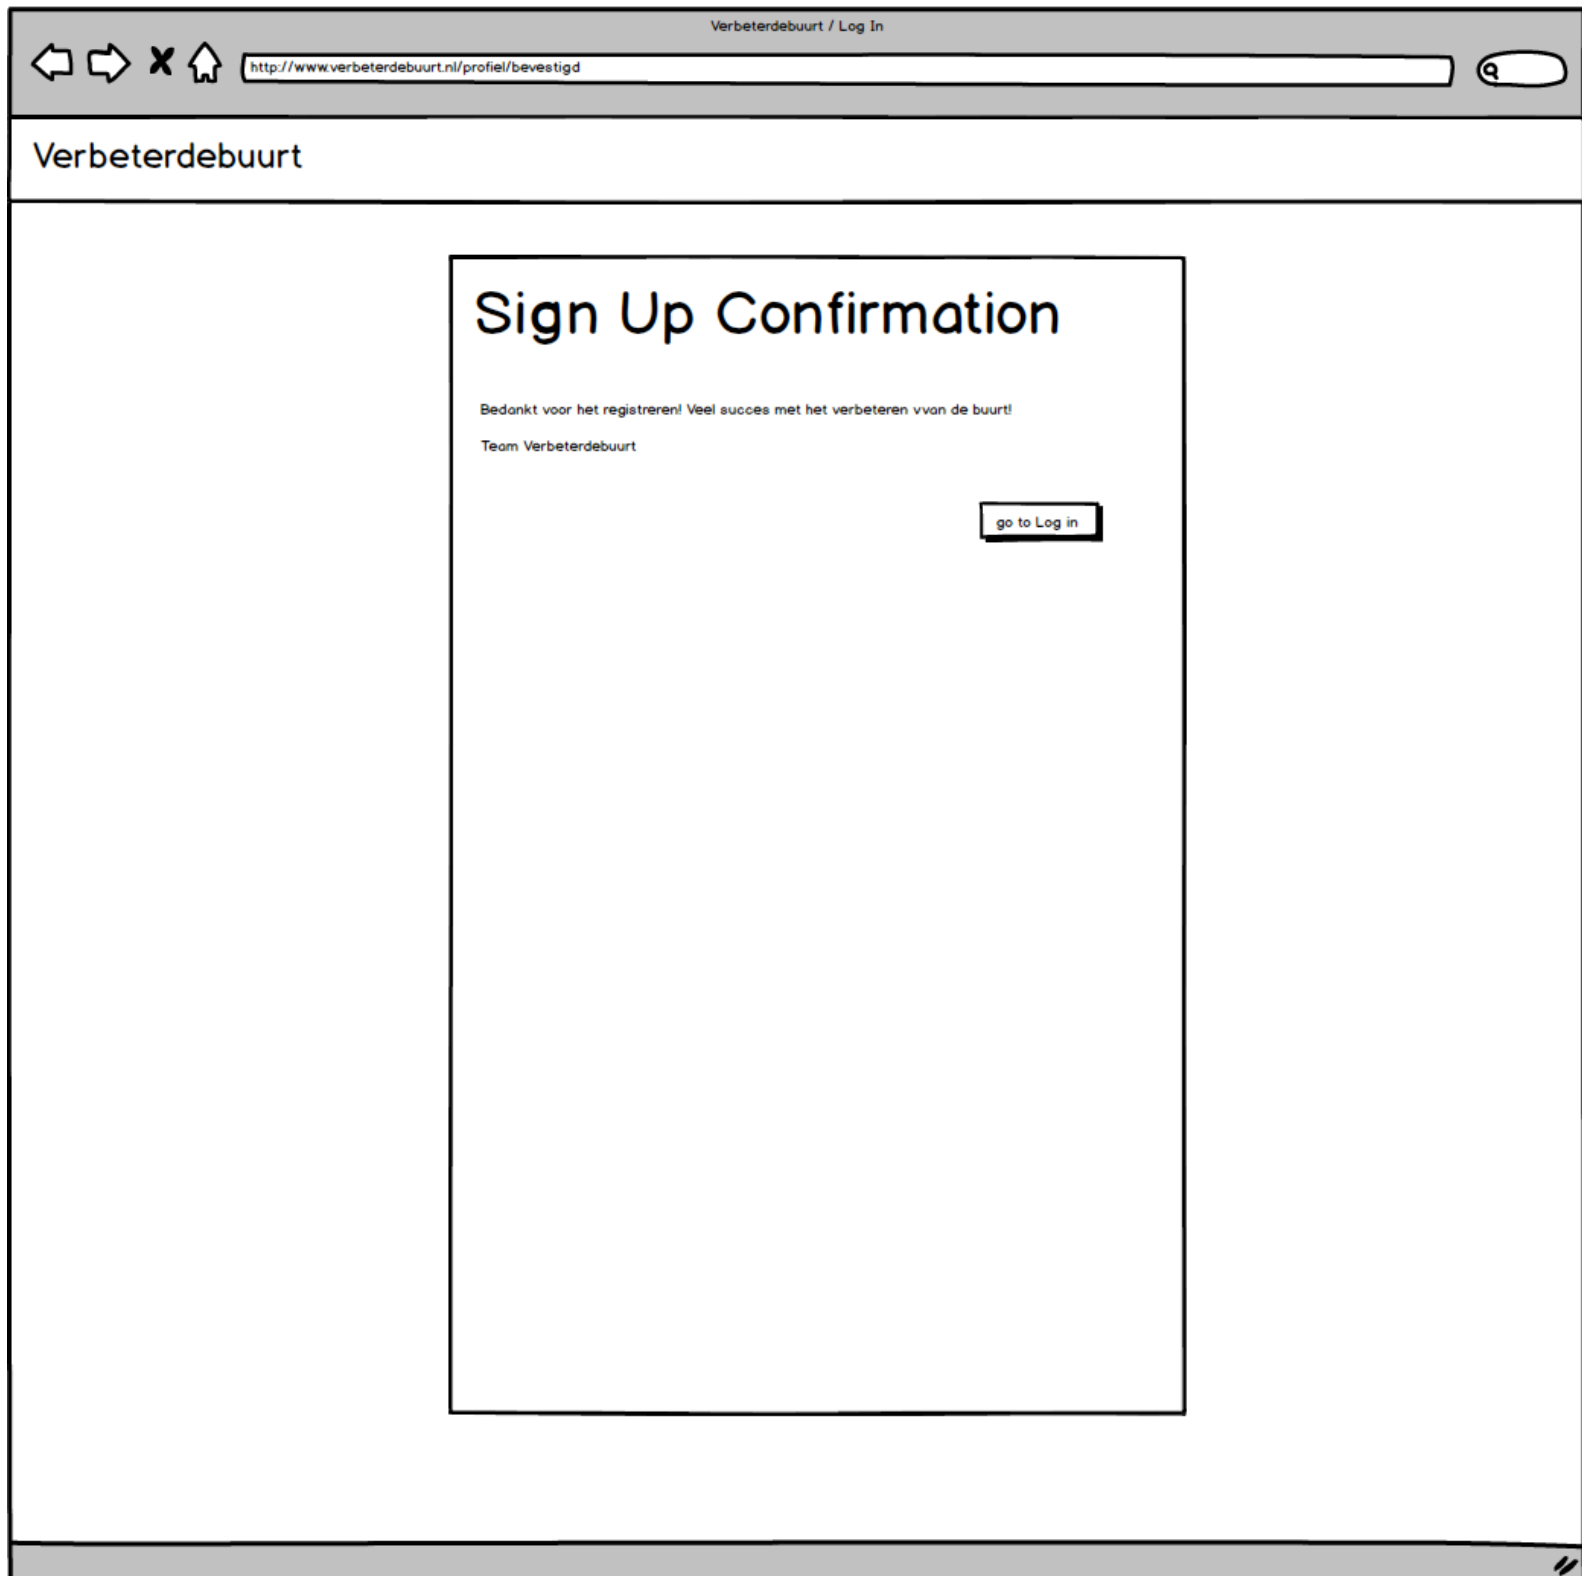 Verbeterdebuurt / Log In
http://www.verbeterdebuurt.nl/profiel/bevestigd
Verbeterdebuurt
Sign Up Confirmation
Bedankt voor het registreren! Veel succes met het verbeteren vvan de buurt!
Team Verbeterdebuurt
go to Log in